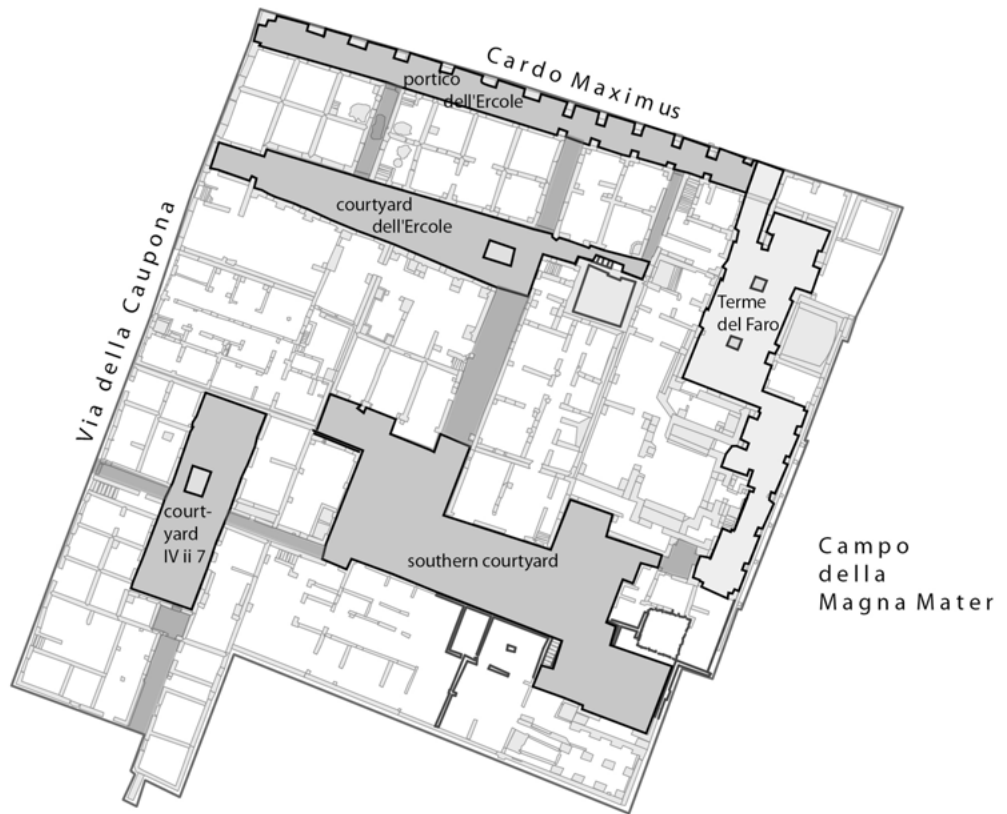 Cardo Maximus
portico
dell'Ercole
courtyard
dell'Ercole
Via della Caupona
Terme
del Faro
court-
yard
IV ii 7
southern courtyard
Campo
della
Magna Mater